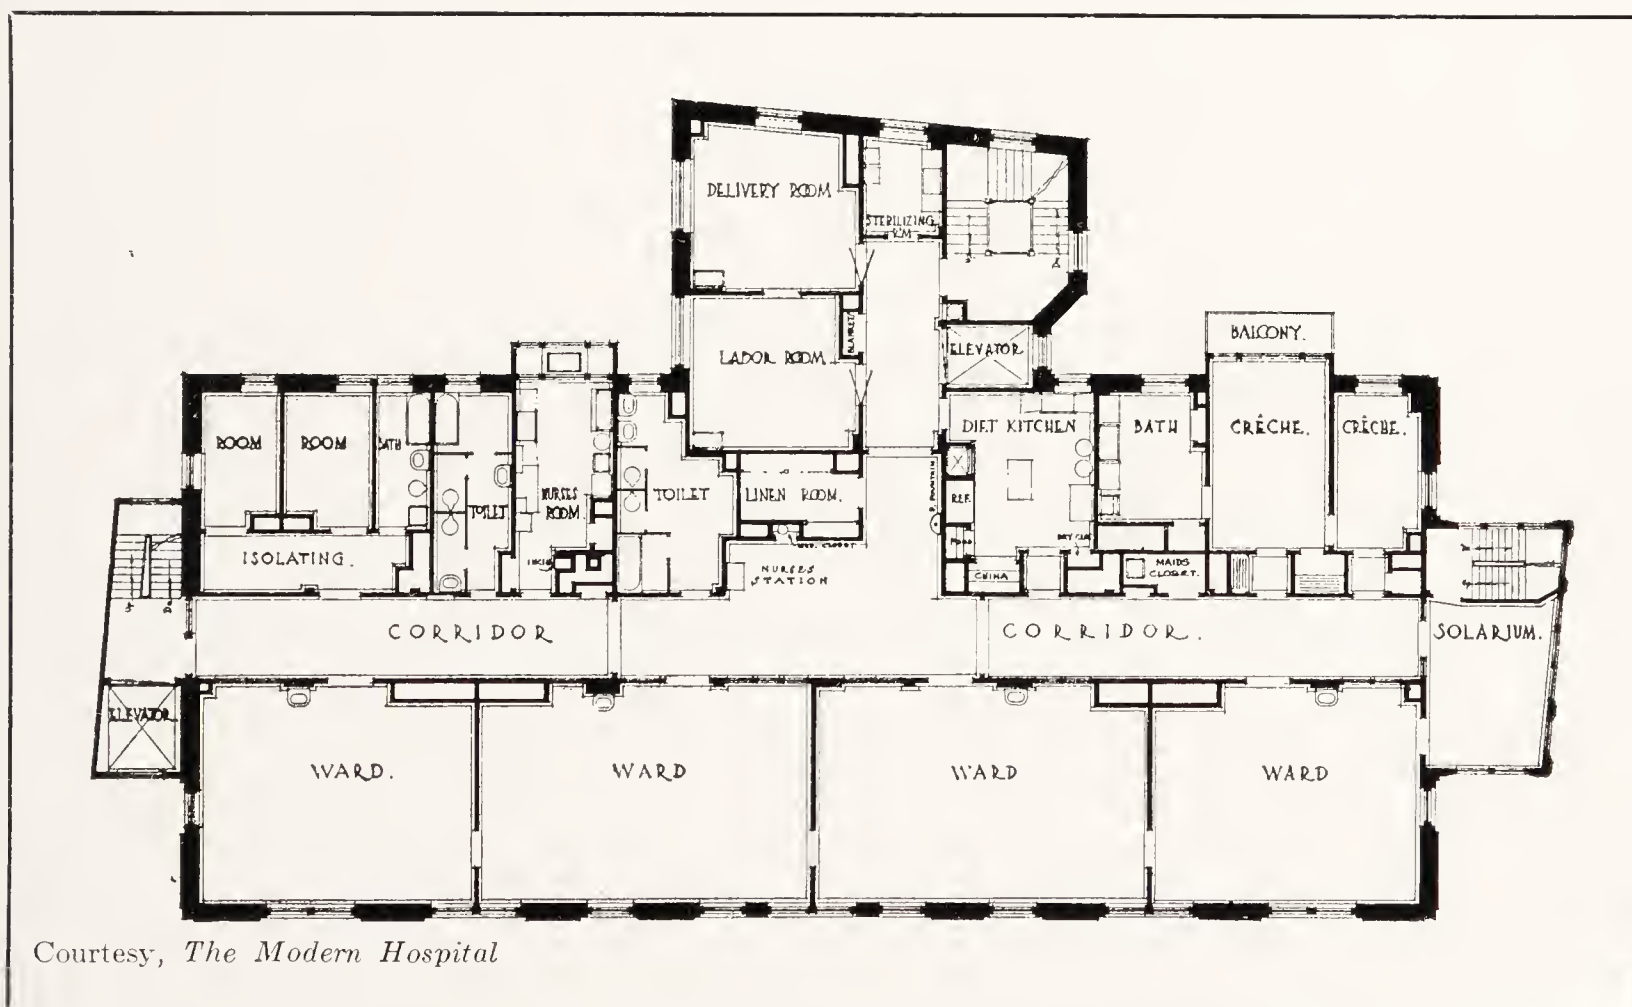 DELIVERY ROOM
STERILIZING
RM
LABOR ROOM
BLANKETS
ELEVATOR
BALCONY.
ROOM
ROOM
BATH
NURSES
ROOM.
TOILET
TOILET
LINEN ROOM.
D. FOUNTAIN
DIET KITCHEN
REF.
BATH
CRÊCHE.
CRÊCHE.
ISOLATING.
NURSES
STATION
CHINA
MAIDS
CLOSET.
CORRIDOR
CORRIDOR.
SOLARIUM.
ELEVATOR
WARD.
WARD
WARD
WARD
Courtesy, The Modern Hospital